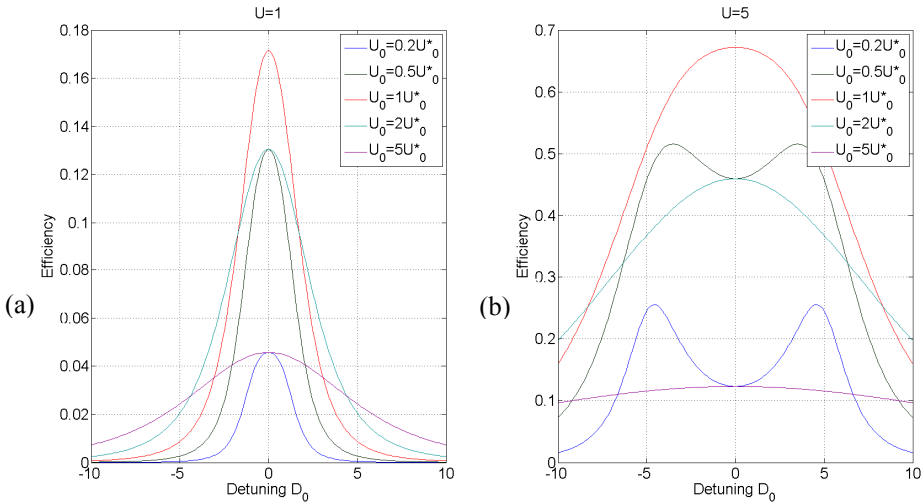 U=1
0.18
0.16
0.14
0.12
0.1
0.08
0.06
0.04
0.02
0
-10
-5
0
5
10
Efficiency
Detuning D₀
U₀=0.2U*₀
U₀=0.5U*₀
U₀=1U*₀
U₀=2U*₀
U₀=5U*₀
(a)
U=5
0.7
0.6
0.5
0.4
0.3
0.2
0.1
0
-10
-5
0
5
10
Efficiency
Detuning D₀
U₀=0.2U*₀
U₀=0.5U*₀
U₀=1U*₀
U₀=2U*₀
U₀=5U*₀
(b)